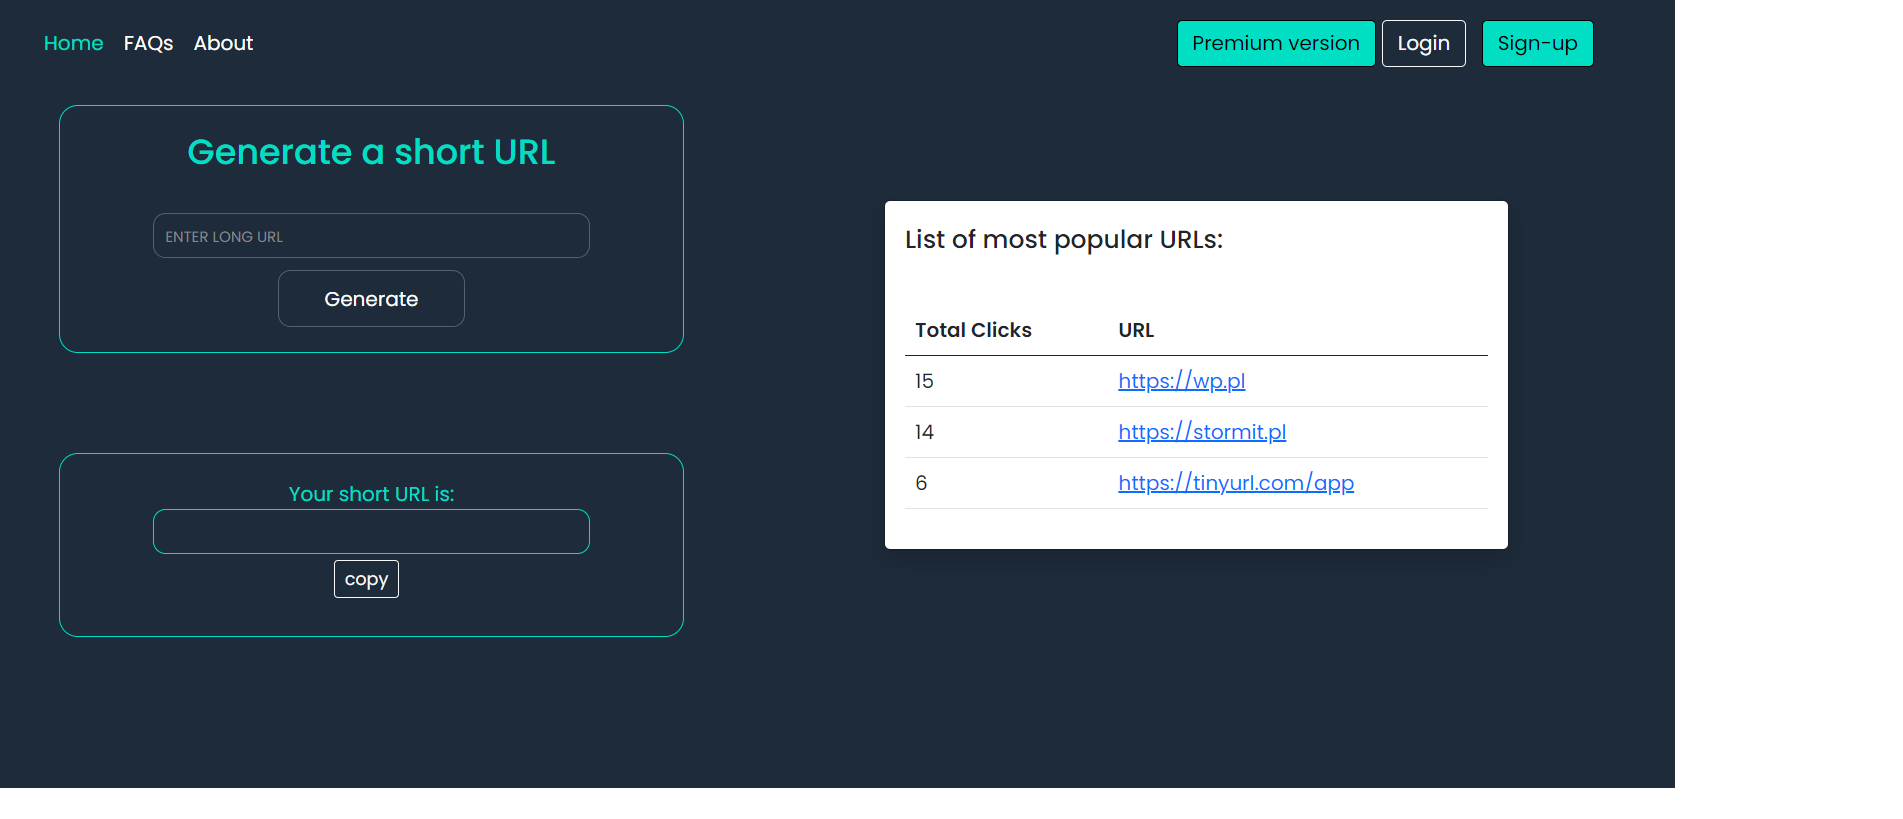 Home FAQs About Premium version Login Sign-up
Generate a short URL
ENTER LONG URL
Generate
Your short URL is:
copy
List of most popular URLs:
Total Clicks URL
15 https://wp.pl
14 https://stormit.pl
6 https://tinyurl.com/app